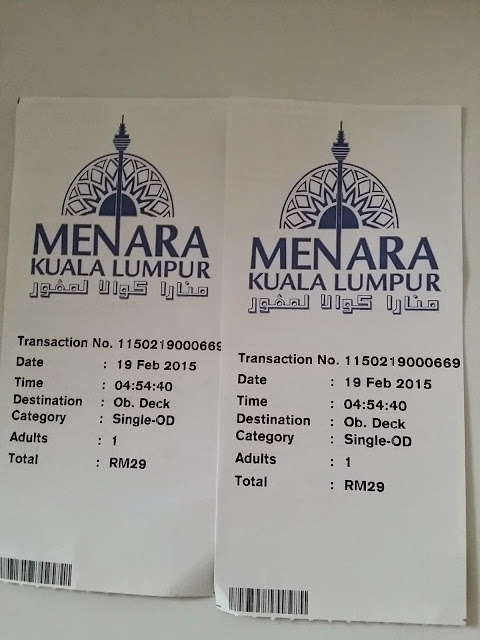 MENARA
KUALA LUMPUR
منارا كوالا لمڤور
Transaction No. 1150219000669
Date : 19 Feb 2015
Time : 04:54:40
Destination : Ob. Deck
Category : Single-OD
Adults : 1
Total : RM29
MENARA
KUALA LUMPUR
منارا كوالا لمڤور
Transaction No. 1150219000669
Date : 19 Feb 2015
Time : 04:54:40
Destination : Ob. Deck
Category : Single-OD
Adults : 1
Total : RM29